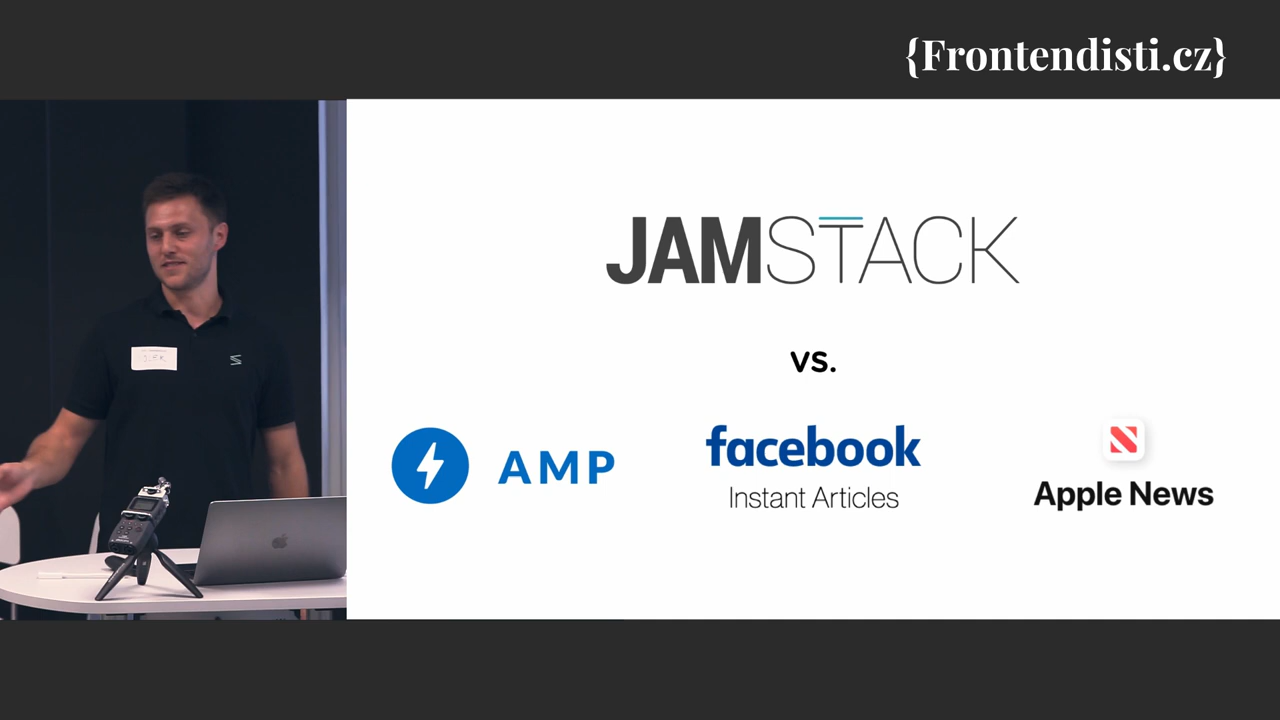 {Frontendisti.cz}
JAMSTACK
vs.
AMP
facebook
Instant Articles
Apple News